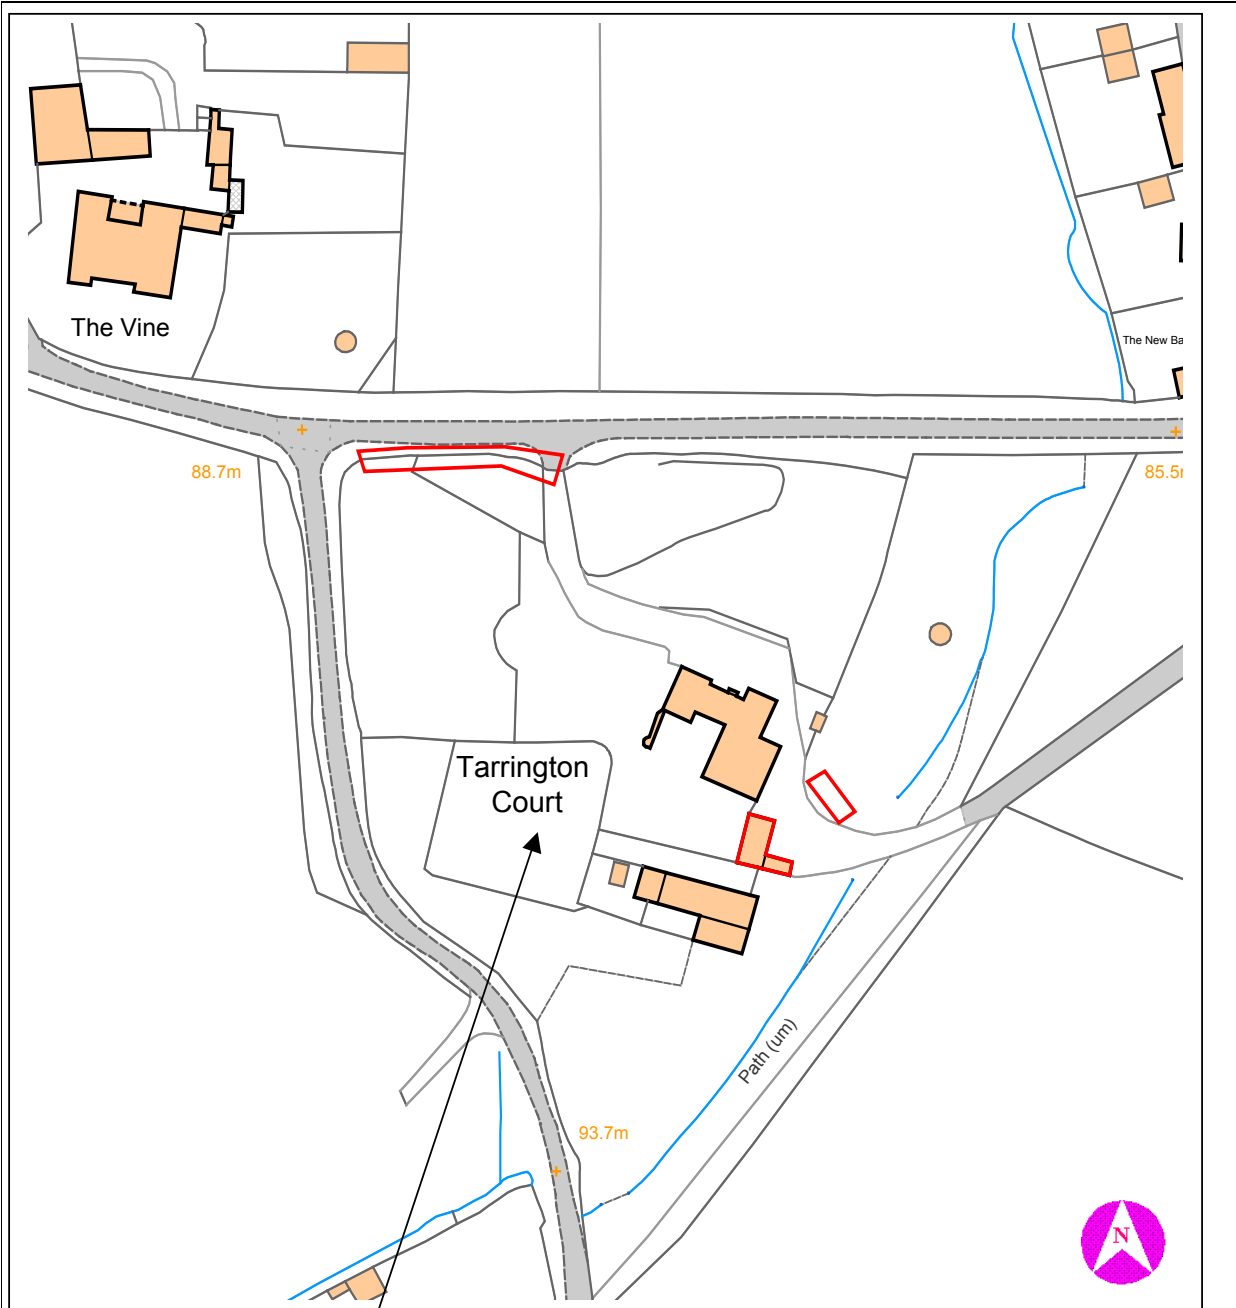 The Vine
The New Ba
88.7m
85.5
Tarrington
Court
Path (um)
93.7m
N